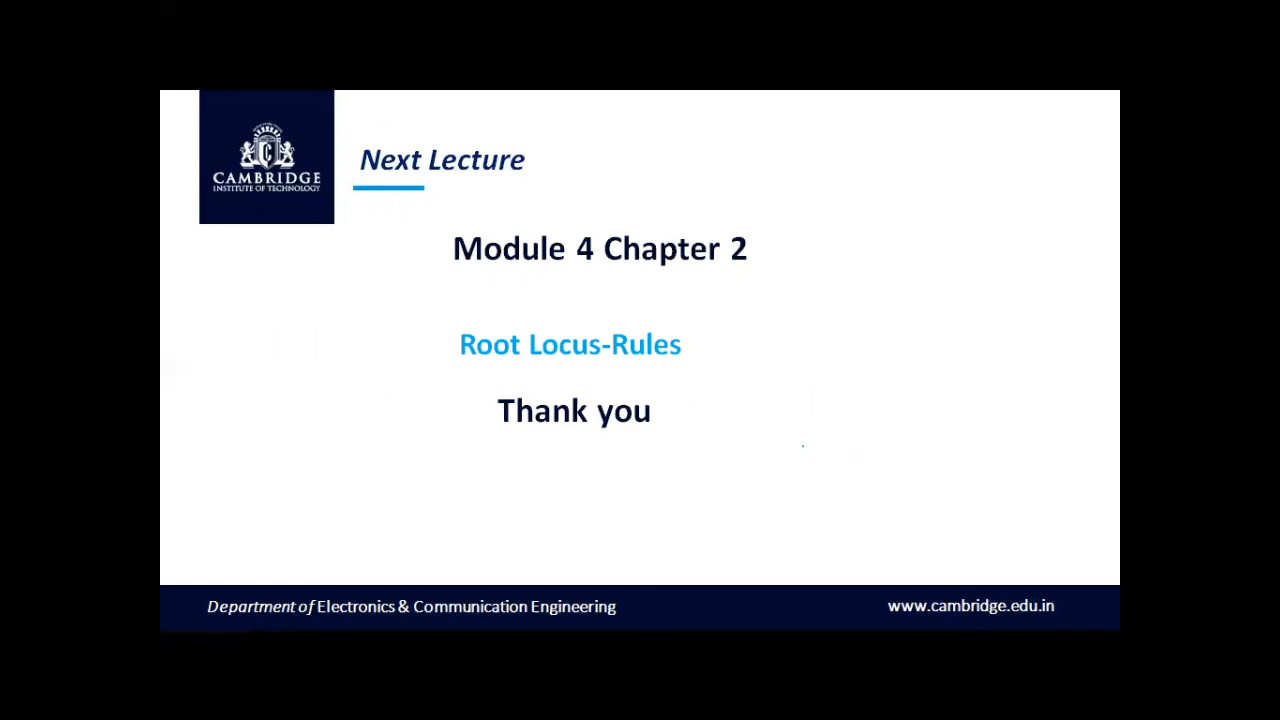 CAMBRIDGE
INSTITUTE OF TECHNOLOGY
Next Lecture
Module 4 Chapter 2
Root Locus-Rules
Thank you
Department of Electronics & Communication Engineering
www.cambridge.edu.in